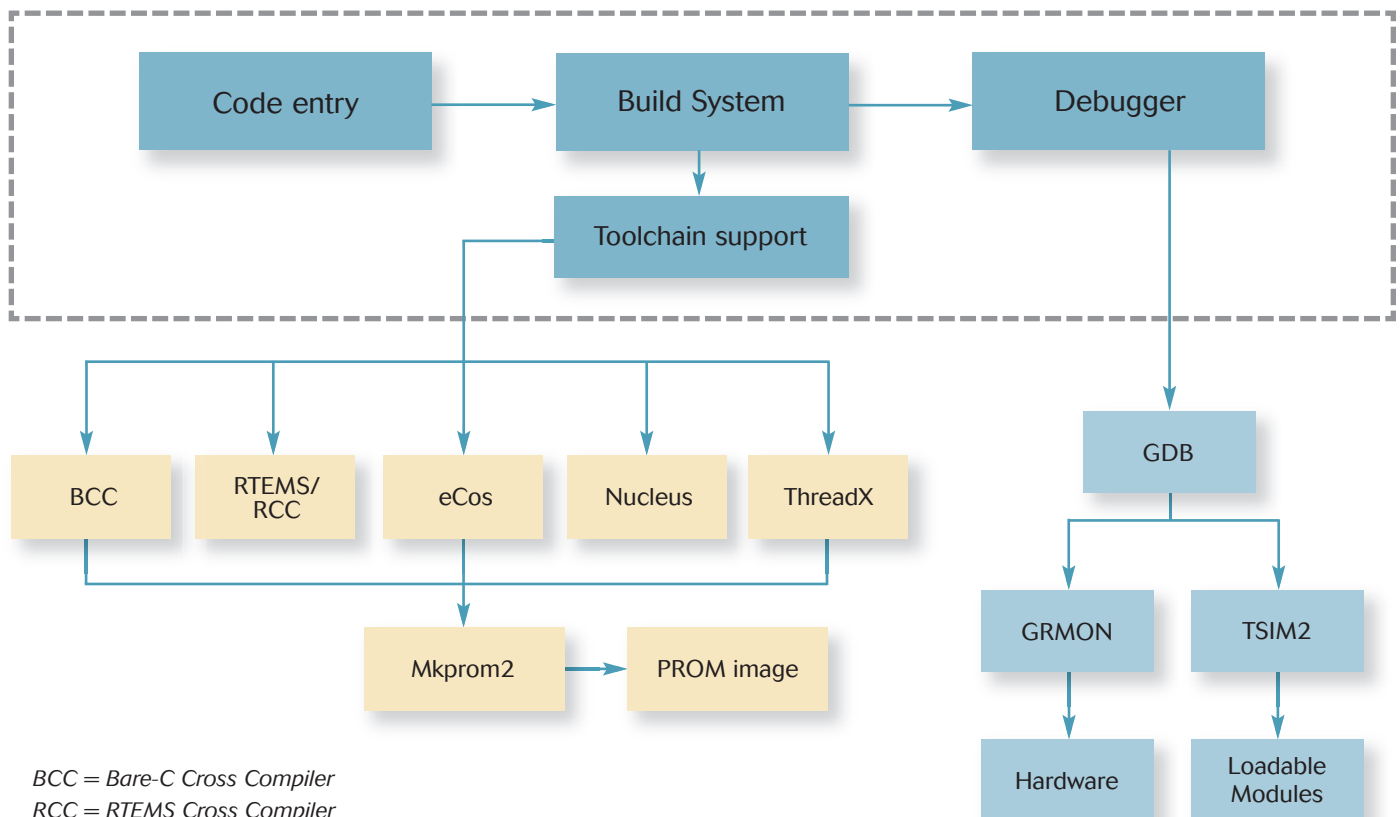 Code entry
Build System
Debugger
Toolchain support
BCC
RTEMS/
RCC
eCos
Nucleus
ThreadX
GDB
Mkprom2
PROM image
GRMON
TSIM2
Hardware
Loadable
Modules
BCC = Bare-C Cross Compiler
RCC = RTEMS Cross Compiler